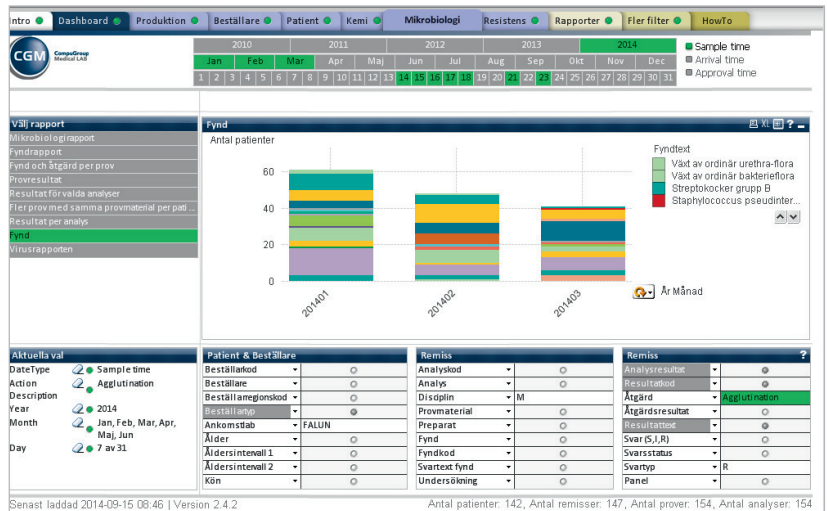 ntro Dashboard Produktion Beställare Patient Kemi Mikrobiologi Resistens Rapporter Fler filter HowTo
CGM CompuGroup Medical LAB
2010 2011 2012 2013 2014
Jan Feb Mar Apr Maj Jun Jul Aug Sep Okt Nov Dec
1 2 3 4 5 6 7 8 9 10 11 12 13 14 15 16 17 18 19 20 21 22 23 24 25 26 27 28 29 30 31
Sample time
Arrival time
Approval time
Välj rapport
Mikrobiologirapport
Fyndrapport
Fynd och åtgärd per prov
Provresultat
Resultat för valda analyser
Fler prov med samma provmaterial per pati ...
Resultat per analys
Fynd
Virusrapporten
Fynd XL ?
Antal patienter
60
40
20
0
201401 201402 201403
År Månad
Fyndtext
Växt av ordinär urethra-flora
Växt av ordinär bakterieflora
Streptokocker grupp B
Staphylococcus pseudinter...
Aktuella val
DateType Sample time
Action Description Agglutination
Year 2014
Month Jan, Feb, Mar, Apr, Maj, Jun
Day 7 av 31
Patient & Beställare
Beställarkod
Beställare
Beställarregionskod
Beställartyp
Ankomstlab FALUN
Ålder
Åldersintervall 1
Åldersintervall 2
Kön
Remiss
Analyskod
Analys
Disciplin M
Provmaterial
Preparat
Fynd
Fyndkod
Svartext fynd
Undersökning
Remiss ?
Analysresultat
Resultatkod
Åtgärd Agglutination
Åtgärdsresultat
Resultattext
Svar (S,I,R)
Svarsstatus
Svartyp R
Panel
Senast laddad 2014-09-15 08:46 | Version 2.4.2
Antal patienter: 142, Antal remisser: 147, Antal prover: 154, Antal analyser: 154